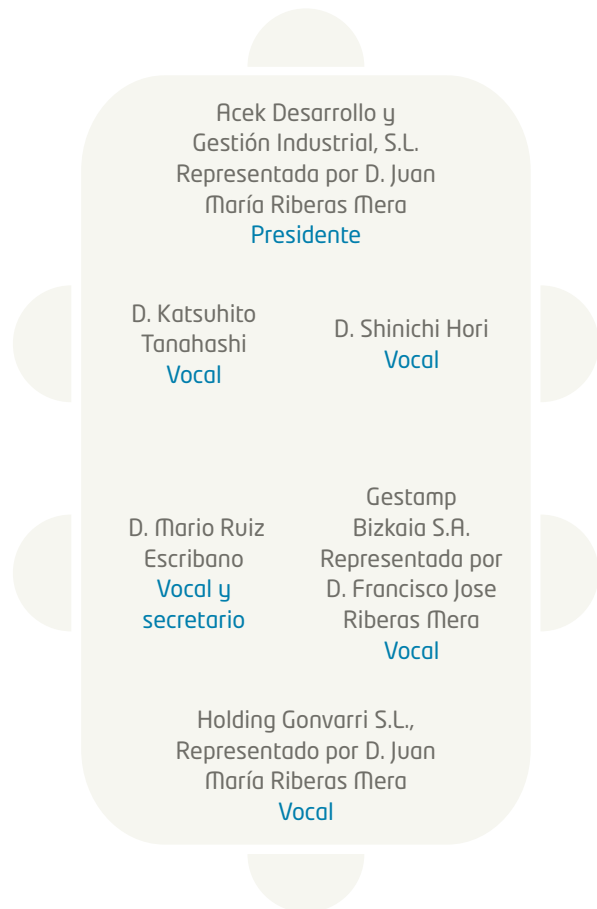 Acek Desarrollo y
Gestión Industrial, S.L.
Representada por D. Juan
María Riberas Mera
Presidente
D. Katsuhito
Tanahashi
Vocal
D. Shinichi Hori
Vocal
D. Mario Ruiz
Escribano
Vocal y
secretario
Gestamp
Bizkaia S.A.
Representada por
D. Francisco Jose
Riberas Mera
Vocal
Holding Gonvarri S.L.,
Representado por D. Juan
María Riberas Mera
Vocal